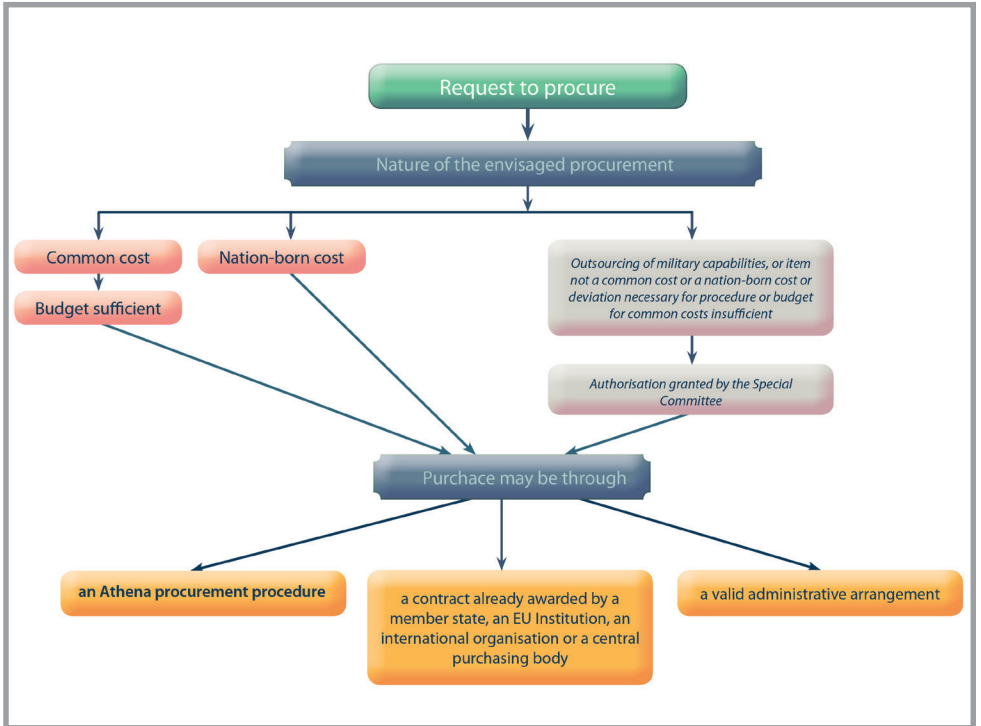 Request to procure
Nature of the envisaged procurement
Common cost
Nation-born cost
Budget sufficient
Outsourcing of military capabilities, or item
not a common cost or a nation-born cost or
deviation necessary for procedure or budget
for common costs insufficient
Authorisation granted by the Special
Committee
Purchace may be through
an Athena procurement procedure
a contract already awarded by a
member state, an EU Institution, an
international organisation or a central
purchasing body
a valid administrative arrangement